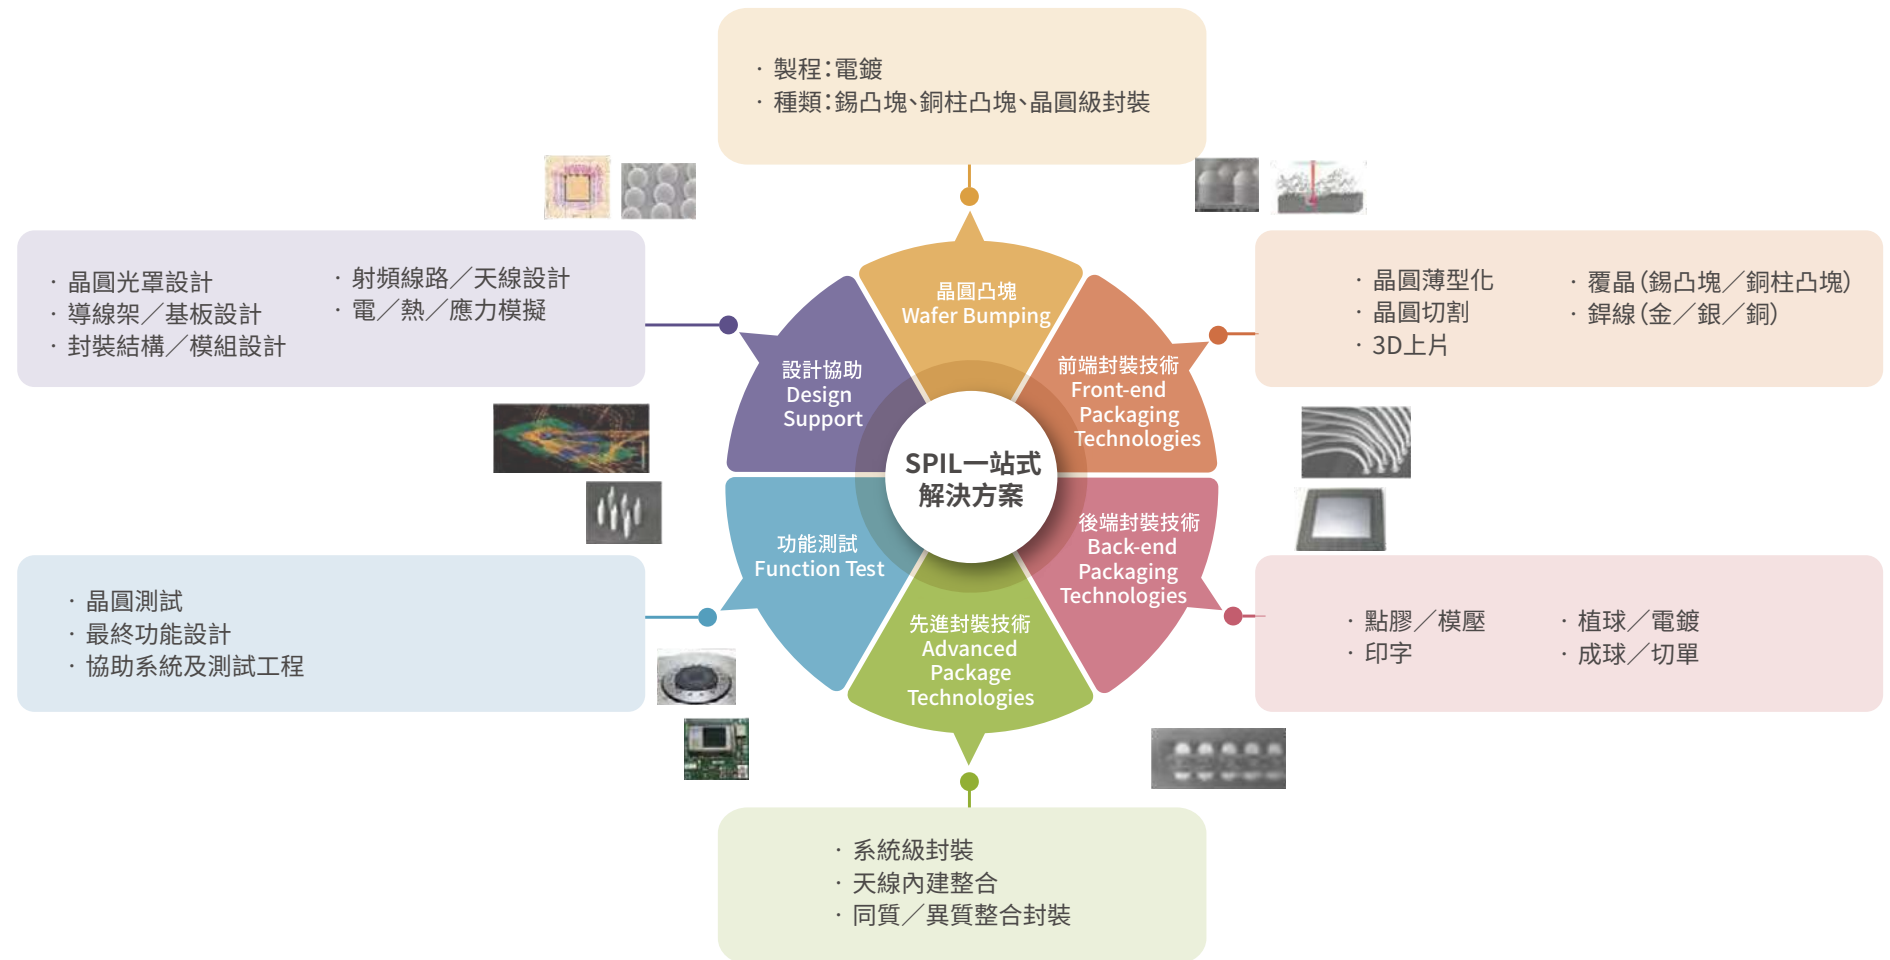 · 製程：電鍍
· 種類：錫凸塊、銅柱凸塊、晶圓級封裝
· 晶圓光罩設計
· 導線架／基板設計
· 封裝結構／模組設計
· 射頻線路／天線設計
· 電／熱／應力模擬
· 晶圓薄型化
· 晶圓切割
· 3D上片
· 覆晶（錫凸塊／銅柱凸塊）
· 銲線（金／銀／銅）
晶圓凸塊
Wafer Bumping
設計協助
Design
Support
前端封裝技術
Front-end
Packaging
Technologies
SPIL一站式
解決方案
功能測試
Function Test
後端封裝技術
Back-end
Packaging
Technologies
先進封裝技術
Advanced
Package
Technologies
· 晶圓測試
· 最終功能設計
· 協助系統及測試工程
· 點膠／模壓
· 印字
· 植球／電鍍
· 成球／切單
· 系統級封裝
· 天線內建整合
· 同質／異質整合封裝